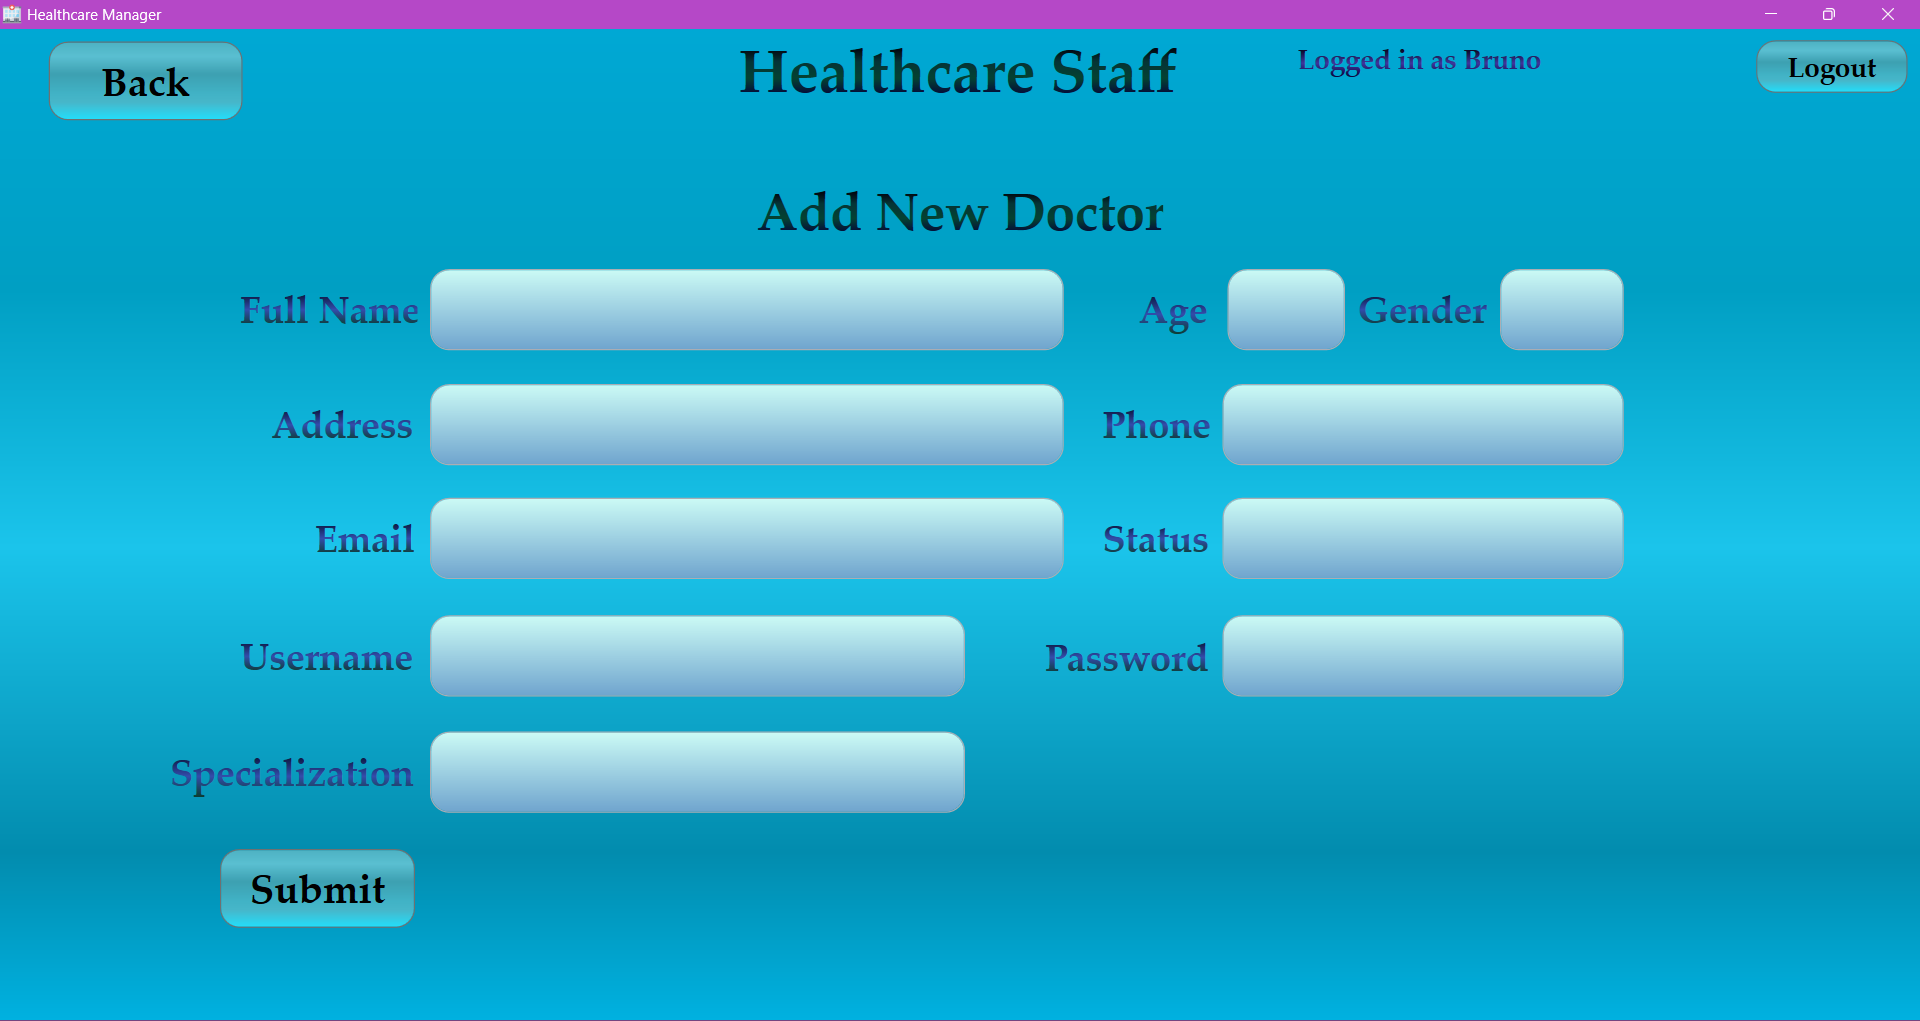 Healthcare Manager
Back
Healthcare Staff
Logged in as Bruno
Logout
Add New Doctor
Full Name
Age
Gender
Address
Phone
Email
Status
Username
Password
Specialization
Submit